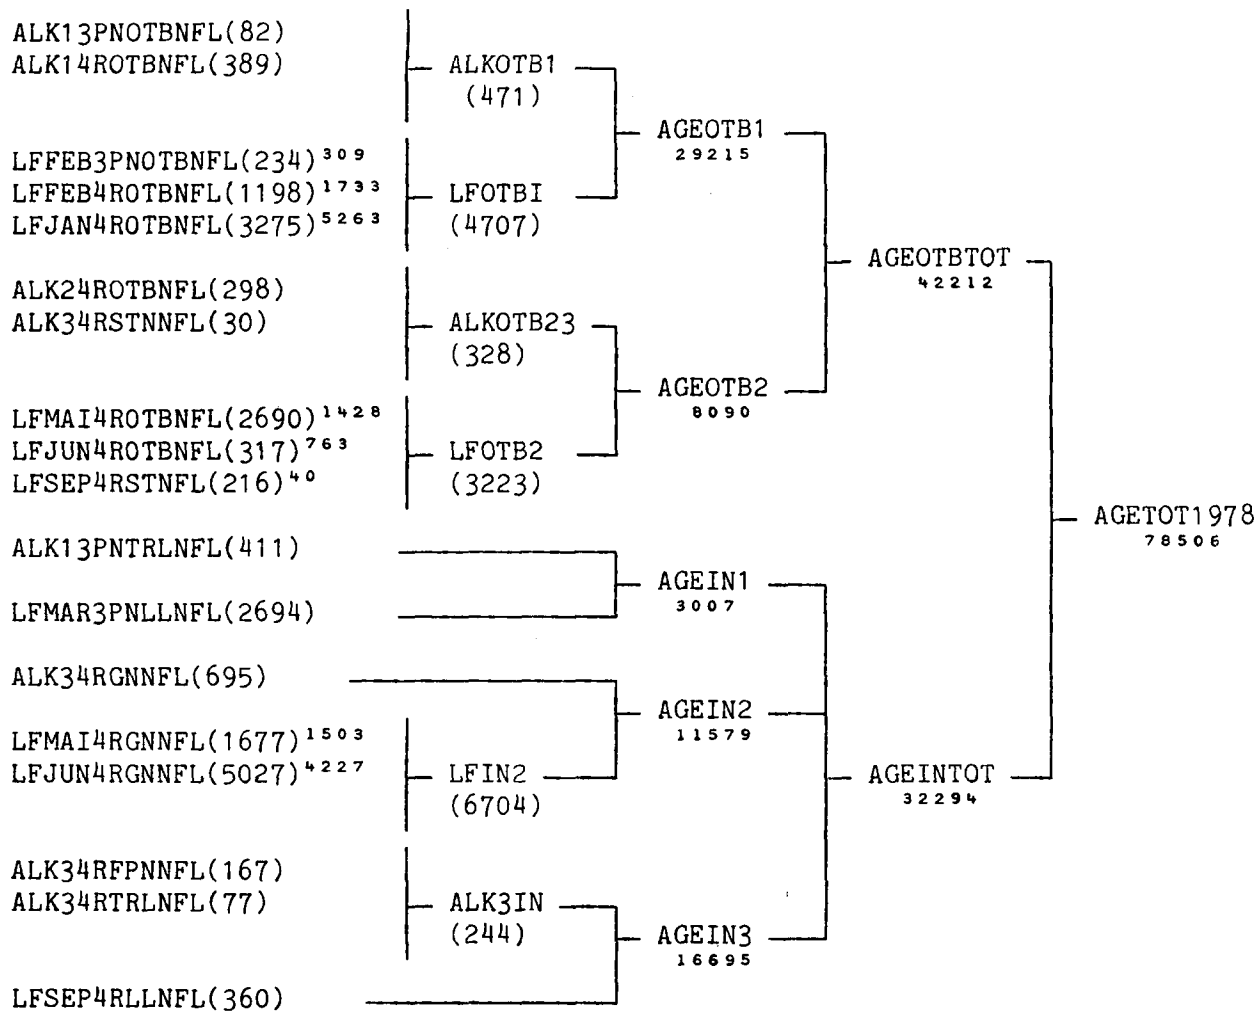 ALK13PNOTBNFL(82)
ALK14ROTBNFL(389)
ALKOTB1
(471)
AGEOTB1
29215
LFFEB3PNOTBNFL(234)309
LFFEB4ROTBNFL(1198)1733
LFJAN4ROTBNFL(3275)5263
LFOTBI
(4707)
AGEOTBTOT
42212
ALK24ROTBNFL(298)
ALK34RSTNNFL(30)
ALKOTB23
(328)
AGEOTB2
8090
LFMAI4ROTBNFL(2690)1428
LFJUN4ROTBNFL(317)763
LFSEP4RSTNFL(216)40
LFOTB2
(3223)
AGETOT1978
78506
ALK13PNTRLNFL(411)
AGEIN1
3007
LFMAR3PNLLNFL(2694)
ALK34RGNNFL(695)
AGEIN2
11579
LFMAI4RGNNFL(1677)1503
LFJUN4RGNNFL(5027)4227
LFIN2
(6704)
AGEINTOT
32294
ALK34RFPNNFL(167)
ALK34RTRLNFL(77)
ALK3IN
(244)
AGEIN3
16695
LFSEP4RLLNFL(360)